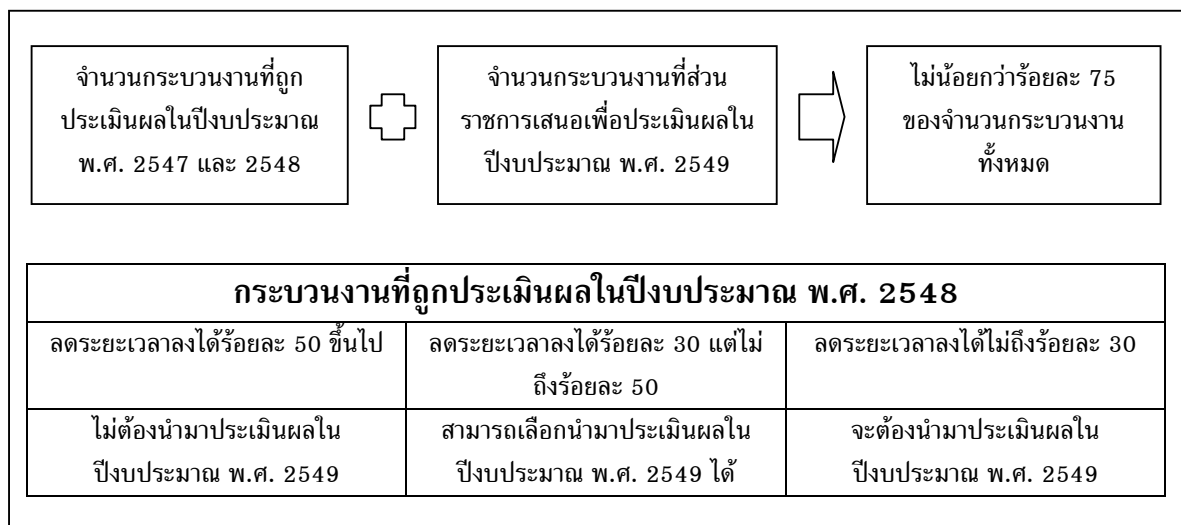 จำนวนกระบวนงานที่ถูก
ประเมินผลในปีงบประมาณ
พ.ศ. 2547 และ 2548
จำนวนกระบวนงานที่ส่วน
ราชการเสนอเพื่อประเมินผลใน
ปีงบประมาณ พ.ศ. 2549
ไม่น้อยกว่าร้อยละ 75
ของจำนวนกระบวนงาน
ทั้งหมด
กระบวนงานที่ถูกประเมินผลในปีงบประมาณ พ.ศ. 2548
ลดระยะเวลาลงได้ร้อยละ 50 ขึ้นไป
ลดระยะเวลาลงได้ร้อยละ 30 แต่ไม่
ถึงร้อยละ 50
ลดระยะเวลาลงได้ไม่ถึงร้อยละ 30
ไม่ต้องนำมาประเมินผลใน
ปีงบประมาณ พ.ศ. 2549
สามารถเลือกนำมาประเมินผลใน
ปีงบประมาณ พ.ศ. 2549 ได้
จะต้องนำมาประเมินผลใน
ปีงบประมาณ พ.ศ. 2549